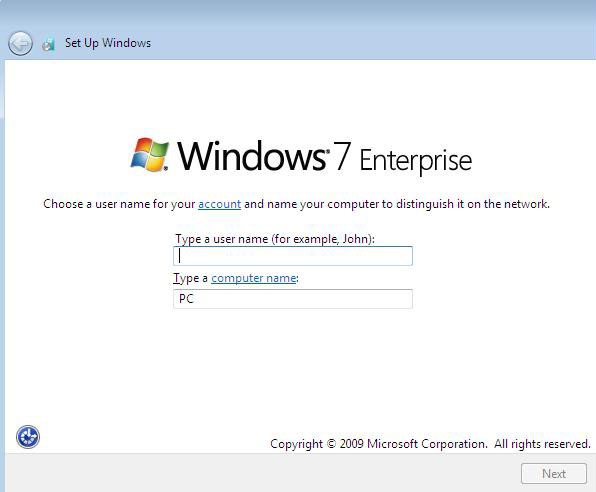 Set Up Windows
Windows® 7 Enterprise
Choose a user name for your account and name your computer to distinguish it on the network.
Type a user name (for example, John):
Type a computer name:
PC
Copyright © 2009 Microsoft Corporation. All rights reserved.
Next